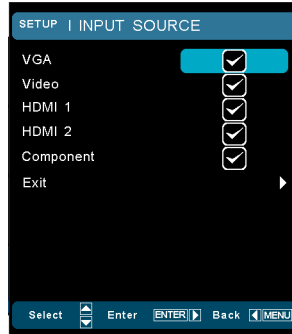 SETUP | INPUT SOURCE
VGA
Video
HDMI 1
HDMI 2
Component
Exit
Select Enter ENTER Back MENU